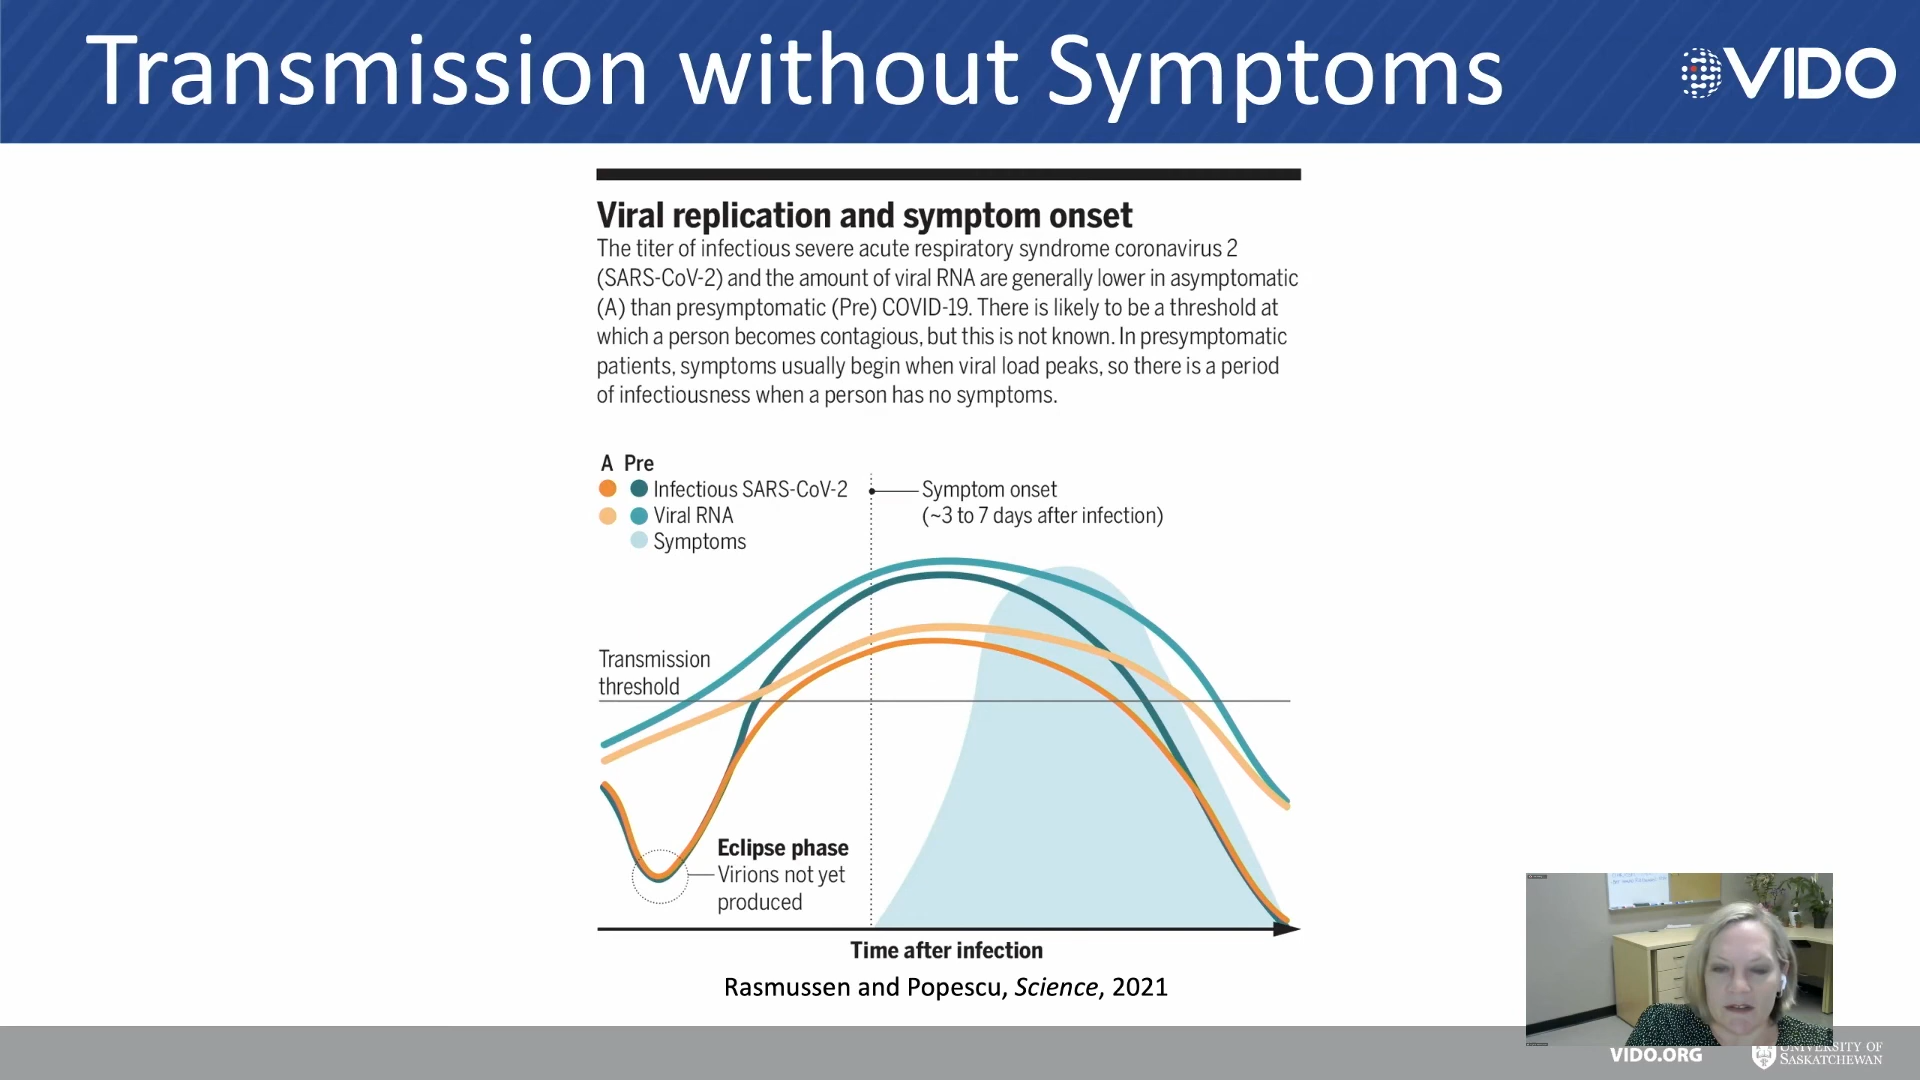 Transmission without Symptoms
VIDO
Viral replication and symptom onset
The titer of infectious severe acute respiratory syndrome coronavirus 2
(SARS-CoV-2) and the amount of viral RNA are generally lower in asymptomatic
(A) than presymptomatic (Pre) COVID-19. There is likely to be a threshold at
which a person becomes contagious, but this is not known. In presymptomatic
patients, symptoms usually begin when viral load peaks, so there is a period
of infectiousness when a person has no symptoms.
A Pre
Infectious SARS-CoV-2
Viral RNA
Symptoms
Symptom onset
(~3 to 7 days after infection)
Transmission
threshold
Eclipse phase
Virions not yet
produced
Time after infection
Rasmussen and Popescu, Science, 2021
VIDO.ORG
UNIVERSITY OF
SASKATCHEWAN